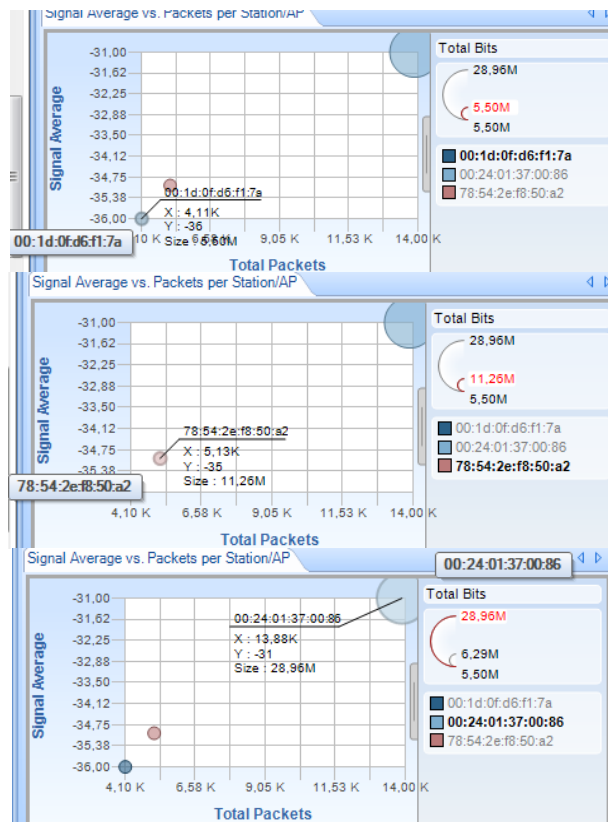 Signal Average vs. Packets per Station/AP
Total Bits
-31,00
-31,62
-32,25
-32,88
-33,50
-34,12
-34,75
-35,38
-36,00
Signal Average
28,96M
5,50M
5,50M
00:1d:0f:d6:f1:7a
00:24:01:37:00:86
78:54:2e:f8:50:a2
00:1d:0f:d6:f1:7a
X : 4,11K
Y : -36
Size : 5,50M
00:1d:0f:d6:f1:7a
9,05 K
11,53 K
14,00 K
Total Packets
Signal Average vs. Packets per Station/AP
Total Bits
-31,00
-31,62
-32,25
-32,88
-33,50
-34,12
-34,75
-35,38
Signal Average
28,96M
11,26M
5,50M
00:1d:0f:d6:f1:7a
00:24:01:37:00:86
78:54:2e:f8:50:a2
78:54:2e:f8:50:a2
X : 5,13K
Y : -35
Size : 11,26M
78:54:2e:f8:50:a2
4,10 K 6,58 K 9,05 K 11,53 K 14,00 K
Total Packets
Signal Average vs. Packets per Station/AP
00:24:01:37:00:86
Total Bits
-31,00
-31,62
-32,25
-32,88
-33,50
-34,12
-34,75
-35,38
-36,00
Signal Average
28,96M
6,29M
5,50M
00:1d:0f:d6:f1:7a
00:24:01:37:00:86
78:54:2e:f8:50:a2
00:24:01:37:00:86
X : 13,88K
Y : -31
Size : 28,96M
4,10 K 6,58 K 9,05 K 11,53 K 14,00 K
Total Packets